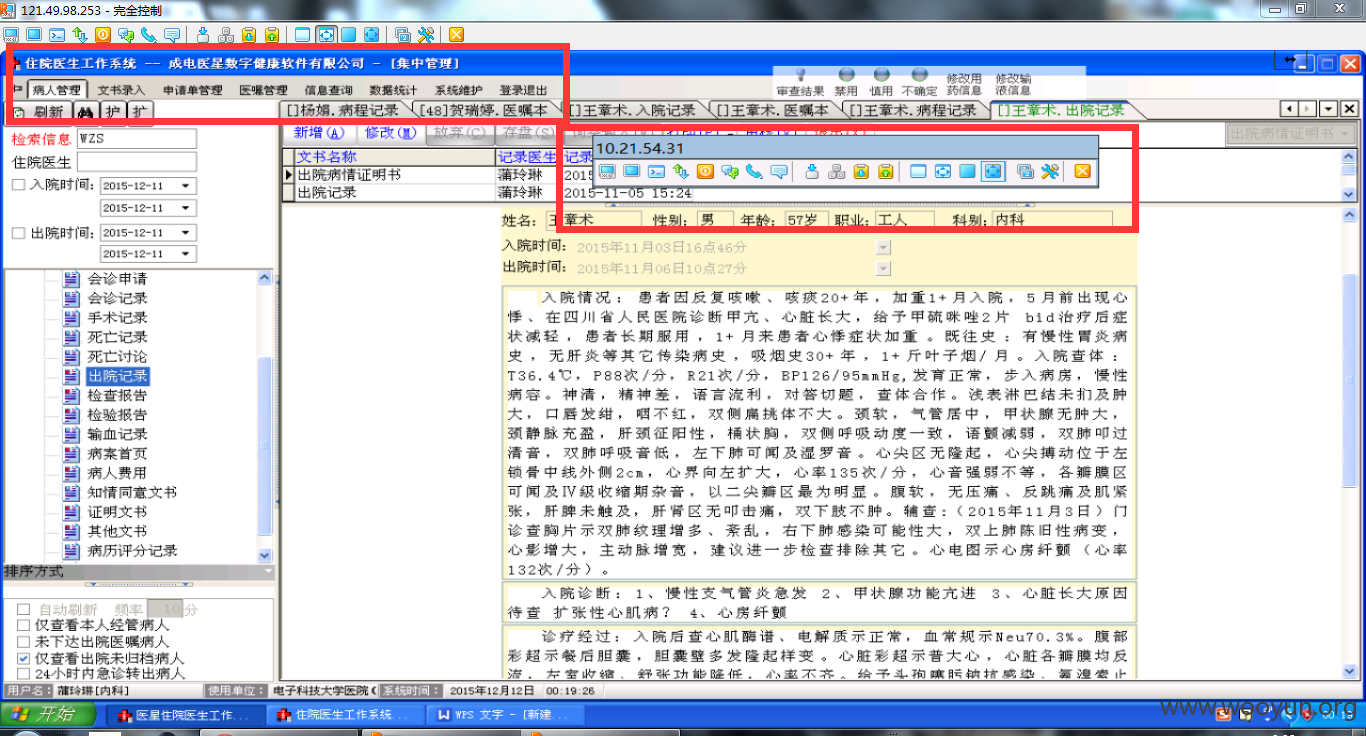 121.49.98.253 - 完全控制
住院医生工作系统 -- 成电医星数字健康软件有限公司 - [集中管理]
病人管理 文书录入 申请单管理 医嘱管理 信息查询 数据统计 系统维护 登录退出
审查结果 禁用 慎用 不确定 修改用药信息 修改输液信息
刷新 护 扩
[]杨娟.病程记录 [48]贺瑞婷.医嘱本 []王章术.入院记录 []王章术.医嘱本 []王章术.病程记录 []王章术.出院记录
检索信息 WZS
住院医生
入院时间: 2015-12-11
2015-12-11
出院时间: 2015-12-11
2015-12-11
会诊申请
会诊记录
手术记录
死亡记录
死亡讨论
出院记录
检查报告
检验报告
输血记录
病案首页
病人费用
知情同意文书
证明文书
其他文书
病历评分记录
排序方式
自动刷新 频率 10 分
仅查看本人经管病人
未下达出院医嘱病人
仅查看出院未归档病人
24小时内急诊转出病人
新增(A) 修改(M) 放弃(C) 存盘(S)
出院病情证明书
10.21.54.31
文书名称 记录医生 记录
出院病情证明书 蒲玲琳 2015
出院记录 蒲玲琳 2015-11-05 15:24
姓名: 王章术 性别: 男 年龄: 57岁 职业: 工人 科别: 内科
入院时间: 2015年11月03日16点46分
出院时间: 2015年11月06日10点27分
入院情况：患者因反复咳嗽、咳痰20+年，加重1+月入院，5月前出现心
悸、在四川省人民医院诊断甲亢、心脏长大，给予甲硫咪唑2片 bid治疗后症
状减轻，患者长期服用，1+月来患者心悸症状加重。既往史：有慢性胃炎病
史，无肝炎等其它传染病史，吸烟史30+年，1+斤叶子烟/月。入院查体：
T36.4℃，P88次/分，R21次/分，BP126/95mmHg,发育正常，步入病房，慢性
病容。神清，精神差，语言流利，对答切题，查体合作。浅表淋巴结未扪及肿
大，口唇发绀，咽不红，双侧扁挑体不大。颈软，气管居中，甲状腺无肿大，
颈静脉充盈，肝颈征阳性，桶状胸，双侧呼吸动度一致，语颤减弱，双肺叩过
清音，双肺呼吸音低，左下肺可闻及湿罗音。心尖区无隆起，心尖搏动位于左
锁骨中线外侧2cm，心界向左扩大，心率135次/分，心音强弱不等，各瓣膜区
可闻及Ⅳ级收缩期杂音，以二尖瓣区最为明显。腹软，无压痛、反跳痛及肌紧
张，肝脾未触及，肝肾区无叩击痛，双下肢不肿。辅查：（2015年11月3日）门
诊查胸片示双肺纹理增多、紊乱，右下肺感染可能性大，双上肺陈旧性病变，
心影增大，主动脉增宽，建议进一步检查排除其它。心电图示心房纤颤（心率
132次/分）。
入院诊断：1、慢性支气管炎急发 2、甲状腺功能亢进 3、心脏长大原因
待查 扩张性心肌病？ 4、心房纤颤
诊疗经过：入院后查心肌酶谱、电解质示正常，血常规示Neu70.3%。腹部
彩超示餐后胆囊，胆囊壁多发隆起样变。心脏彩超示普大心，心脏各瓣膜均反
流，左室收缩、舒张功能降低，心率不齐。给予头孢噻肟钠抗感染、氨溴索止
用户名: 蒲玲琳[内科] 使用单位: 电子科技大学医院( 系统时间: 2015年12月12日 00:19:26
开始 医星住院医生工作... 住院医生工作系统... WPS 文字 - [新建... 00:19
www.wooyun.org